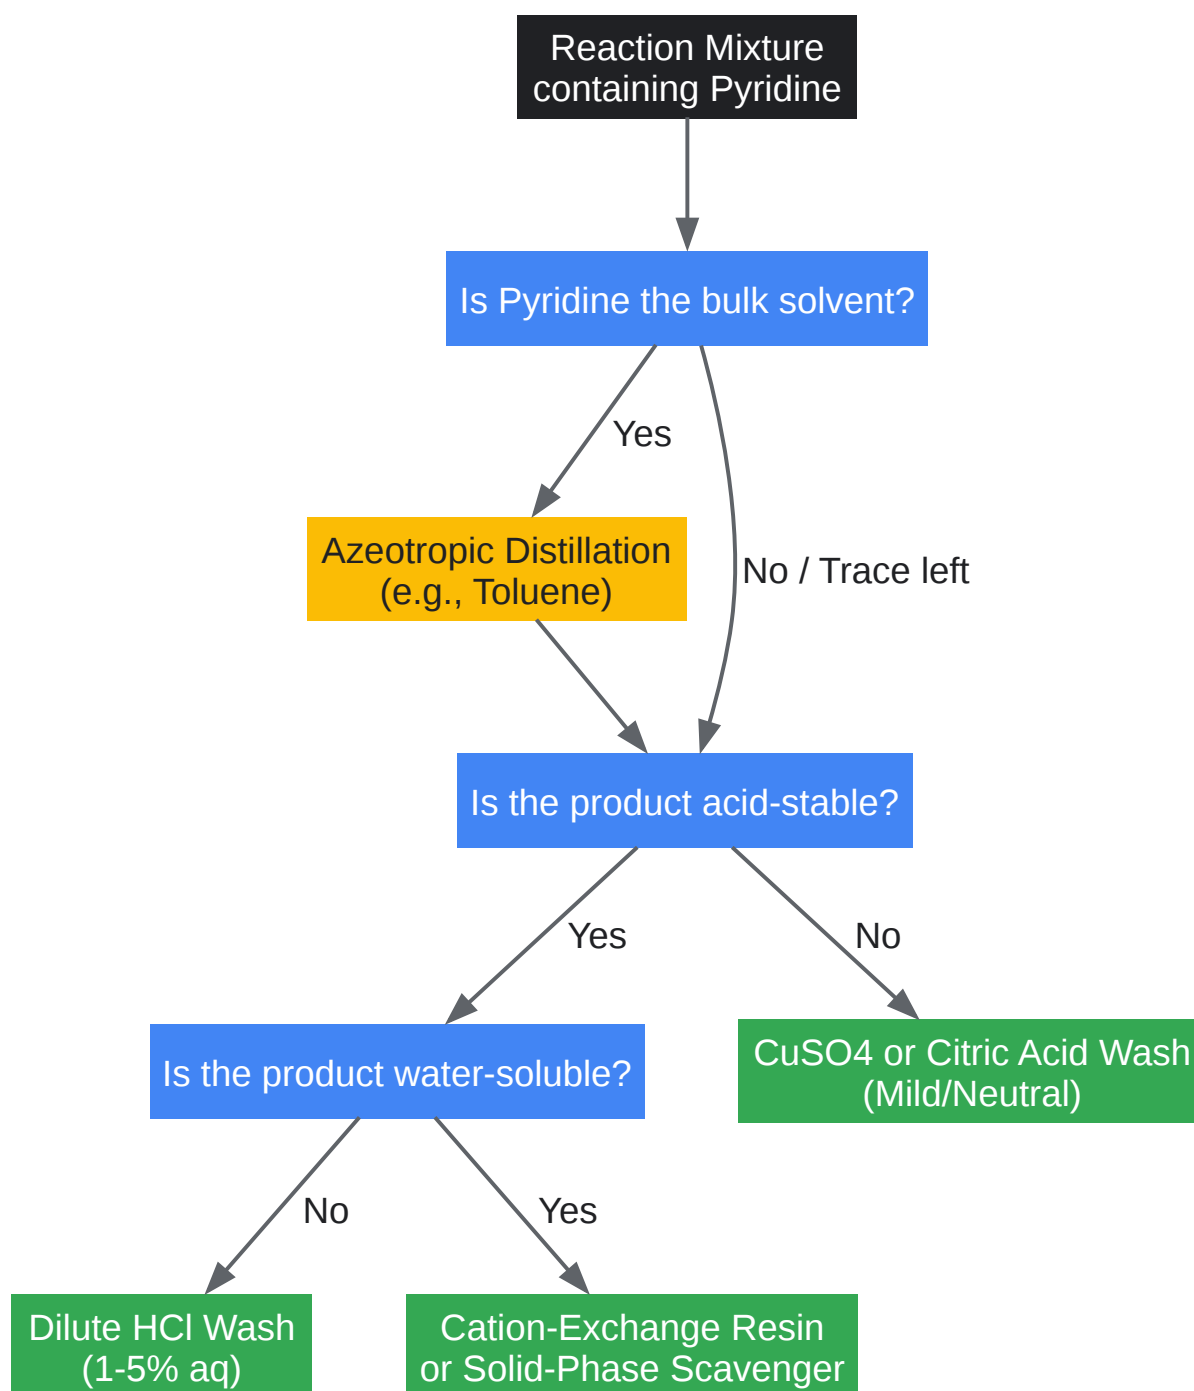 Reaction Mixture
containing Pyridine
Is Pyridine the bulk solvent?
Yes
Azeotropic Distillation
(e.g., Toluene)
No / Trace left
Is the product acid-stable?
Yes
No
Is the product water-soluble?
CuSO4 or Citric Acid Wash
(Mild/Neutral)
No
Yes
Dilute HCl Wash
(1-5% aq)
Cation-Exchange Resin
or Solid-Phase Scavenger